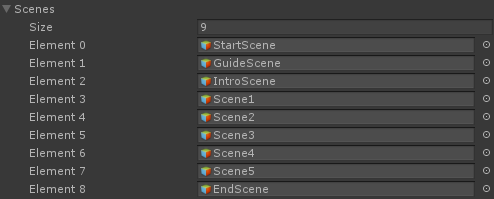 Scenes
Size 9
Element 0 StartScene
Element 1 GuideScene
Element 2 IntroScene
Element 3 Scene1
Element 4 Scene2
Element 5 Scene3
Element 6 Scene4
Element 7 Scene5
Element 8 EndScene